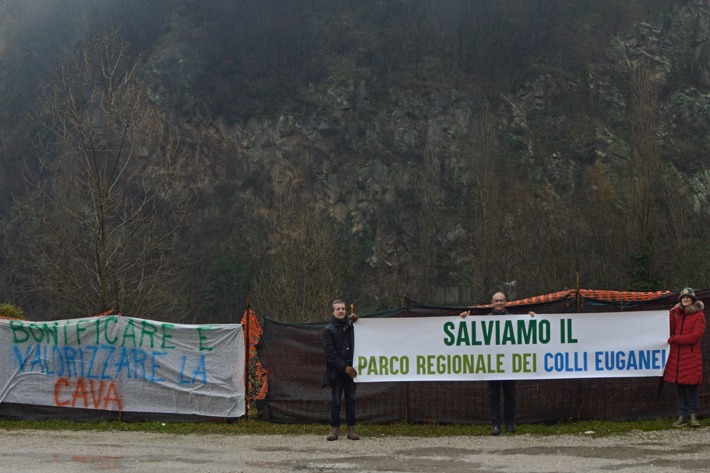 BONIFICARE E
VALORIZZARE LA
CAVA
SALVIAMO IL
PARCO REGIONALE DEI COLLI EUGANEI